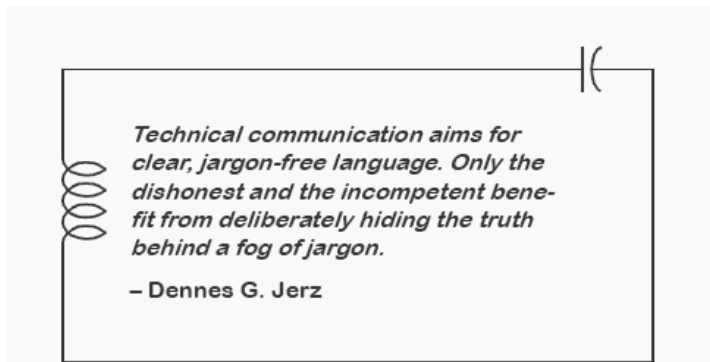 Technical communication aims for
clear, jargon-free language. Only the
dishonest and the incompetent bene-
fit from deliberately hiding the truth
behind a fog of jargon.
– Dennes G. Jerz